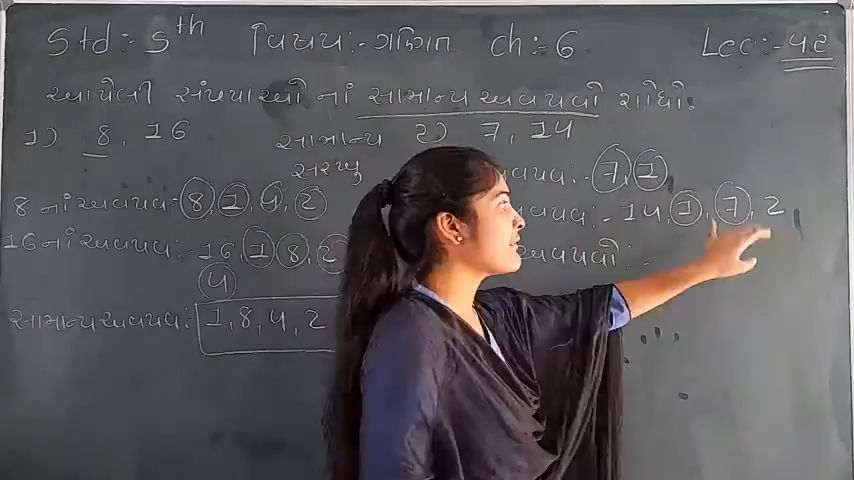 Std:- 5th વિષય:- ગણિત ch:- 6 Lec:- 42
આપેલી સંખ્યાઓનાં સામાન્ય અવયવો શોધો.
1) 8, 16
સામાન્ય
સરખુ
8 નાં અવયવ:- 8, 1, 4, 2
16 નાં અવયવ:- 16, 1, 8, 2
4
સામાન્ય અવયવ: 1, 8, 4, 2
2) 7, 14
અવયવ:- 7, 1
અવયવ:- 14, 1, 7, 2
અવયવો:-